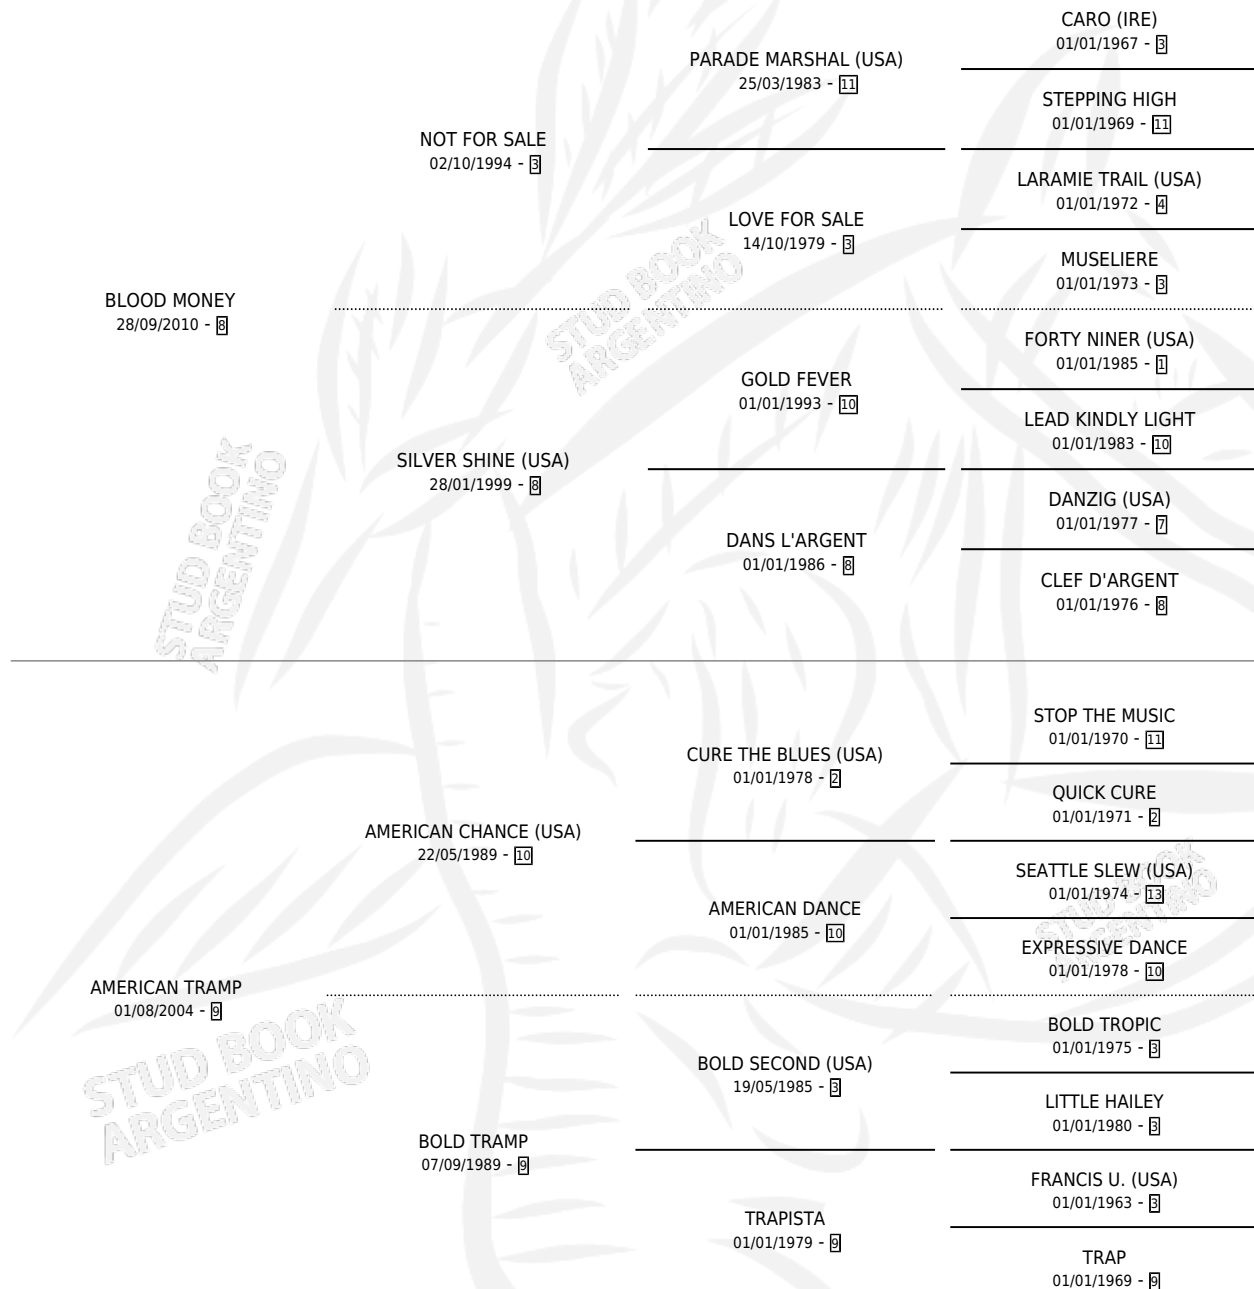 CARO (IRE)
01/01/1967 - 3
PARADE MARSHAL (USA)
25/03/1983 - 11
STEPPING HIGH
01/01/1969 - 11
NOT FOR SALE
02/10/1994 - 3
LARAMIE TRAIL (USA)
01/01/1972 - 4
LOVE FOR SALE
14/10/1979 - 3
MUSELIERE
01/01/1973 - 3
BLOOD MONEY
28/09/2010 - 8
FORTY NINER (USA)
01/01/1985 - 1
GOLD FEVER
01/01/1993 - 10
LEAD KINDLY LIGHT
01/01/1983 - 10
SILVER SHINE (USA)
28/01/1999 - 8
DANZIG (USA)
01/01/1977 - 7
DANS L'ARGENT
01/01/1986 - 8
CLEF D'ARGENT
01/01/1976 - 8
STOP THE MUSIC
01/01/1970 - 11
CURE THE BLUES (USA)
01/01/1978 - 2
QUICK CURE
01/01/1971 - 2
AMERICAN CHANCE (USA)
22/05/1989 - 10
SEATTLE SLEW (USA)
01/01/1974 - 13
AMERICAN DANCE
01/01/1985 - 10
EXPRESSIVE DANCE
01/01/1978 - 10
AMERICAN TRAMP
01/08/2004 - 9
BOLD TROPIC
01/01/1975 - 3
BOLD SECOND (USA)
19/05/1985 - 3
LITTLE HAILEY
01/01/1980 - 3
BOLD TRAMP
07/09/1989 - 9
FRANCIS U. (USA)
01/01/1963 - 3
TRAPISTA
01/01/1979 - 9
TRAP
01/01/1969 - 9
STUD BOOK
ARGENTINO
STUD BOOK
ARGENTINO
STUD BOOK
ARGENTINO
STUD BOOK
ARGENTINO